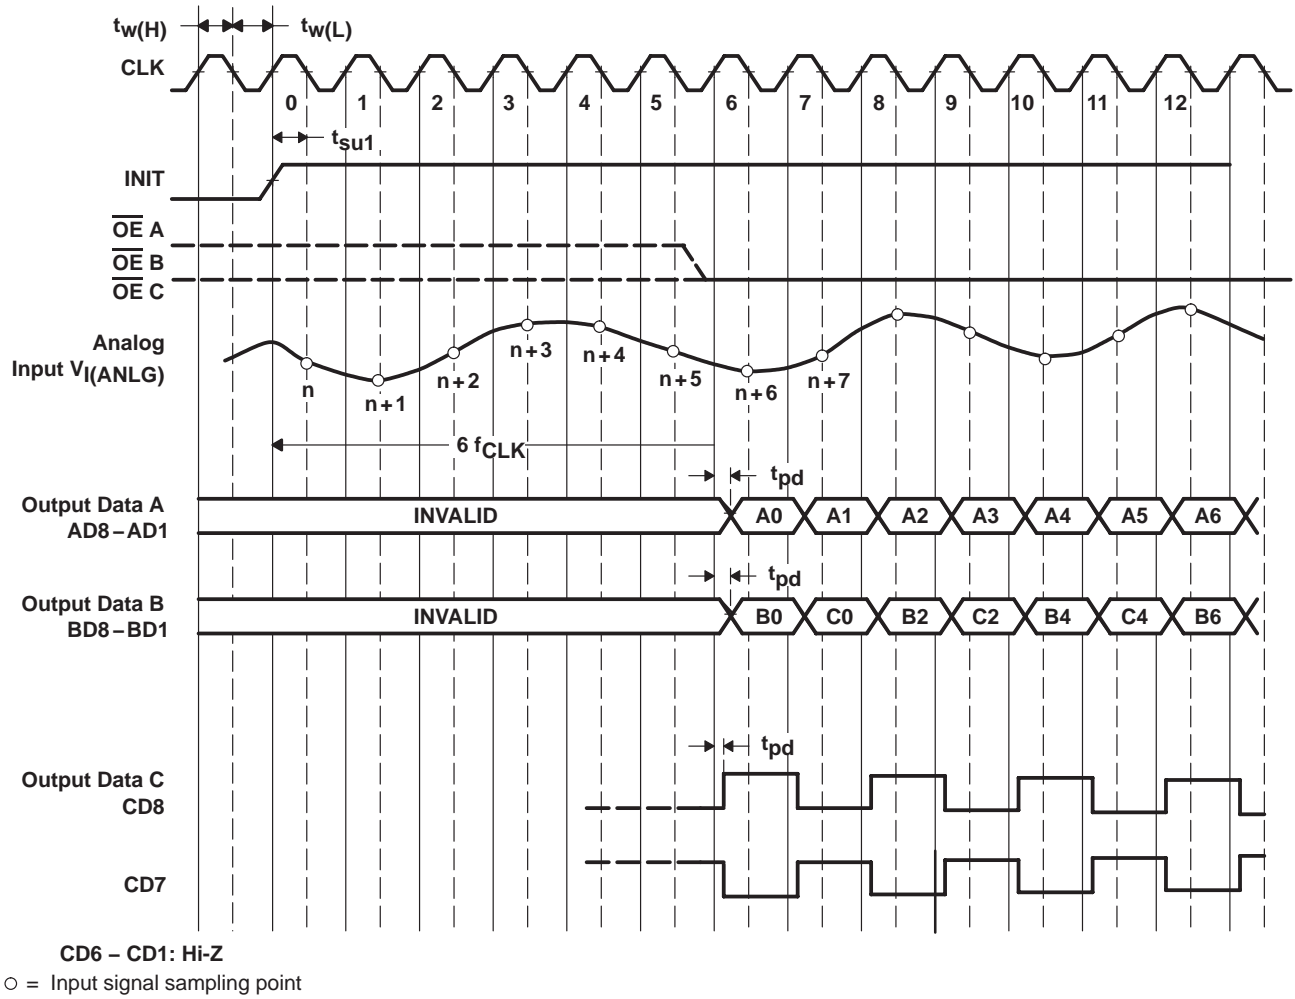 tw(H) tw(L)
CLK
0 1 2 3 4 5 6 7 8 9 10 11 12
tsu1
INIT
OE A
OE B
OE C
Analog
Input VI(ANLG)
n n+1 n+2 n+3 n+4 n+5 n+6 n+7
6 fCLK
tpd
Output Data A
AD8–AD1
INVALID A0 A1 A2 A3 A4 A5 A6
tpd
Output Data B
BD8–BD1
INVALID B0 C0 B2 C2 B4 C4 B6
tpd
Output Data C
CD8
CD7
CD6 – CD1: Hi-Z
○ = Input signal sampling point